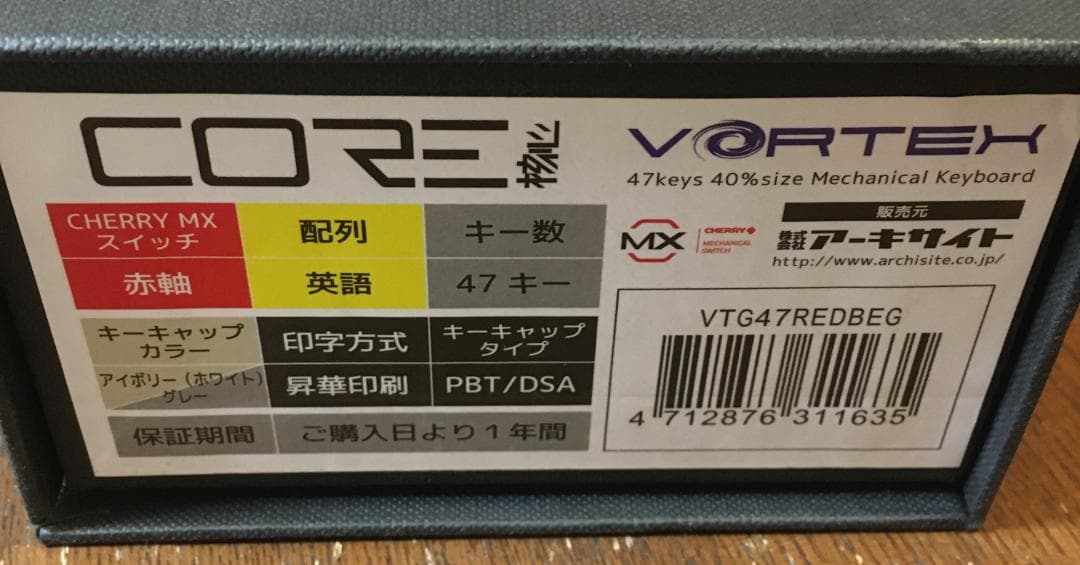 CORE 核心
VORTEX
47keys 40%size Mechanical Keyboard
CHERRY MX
スイッチ
配列
キー数
赤軸
英語
47 キー
キーキャップ
カラー
印字方式
キーキャップ
タイプ
アイボリー(ホワイト)
グレー
昇華印刷
PBT/DSA
保証期間
ご購入日より1年間
MX
CHERRY
MECHANICAL
SWITCH
販売元
株式会社 アーキサイト
http://www.archisite.co.jp/
VTG47REDBEG
4 712876 311635